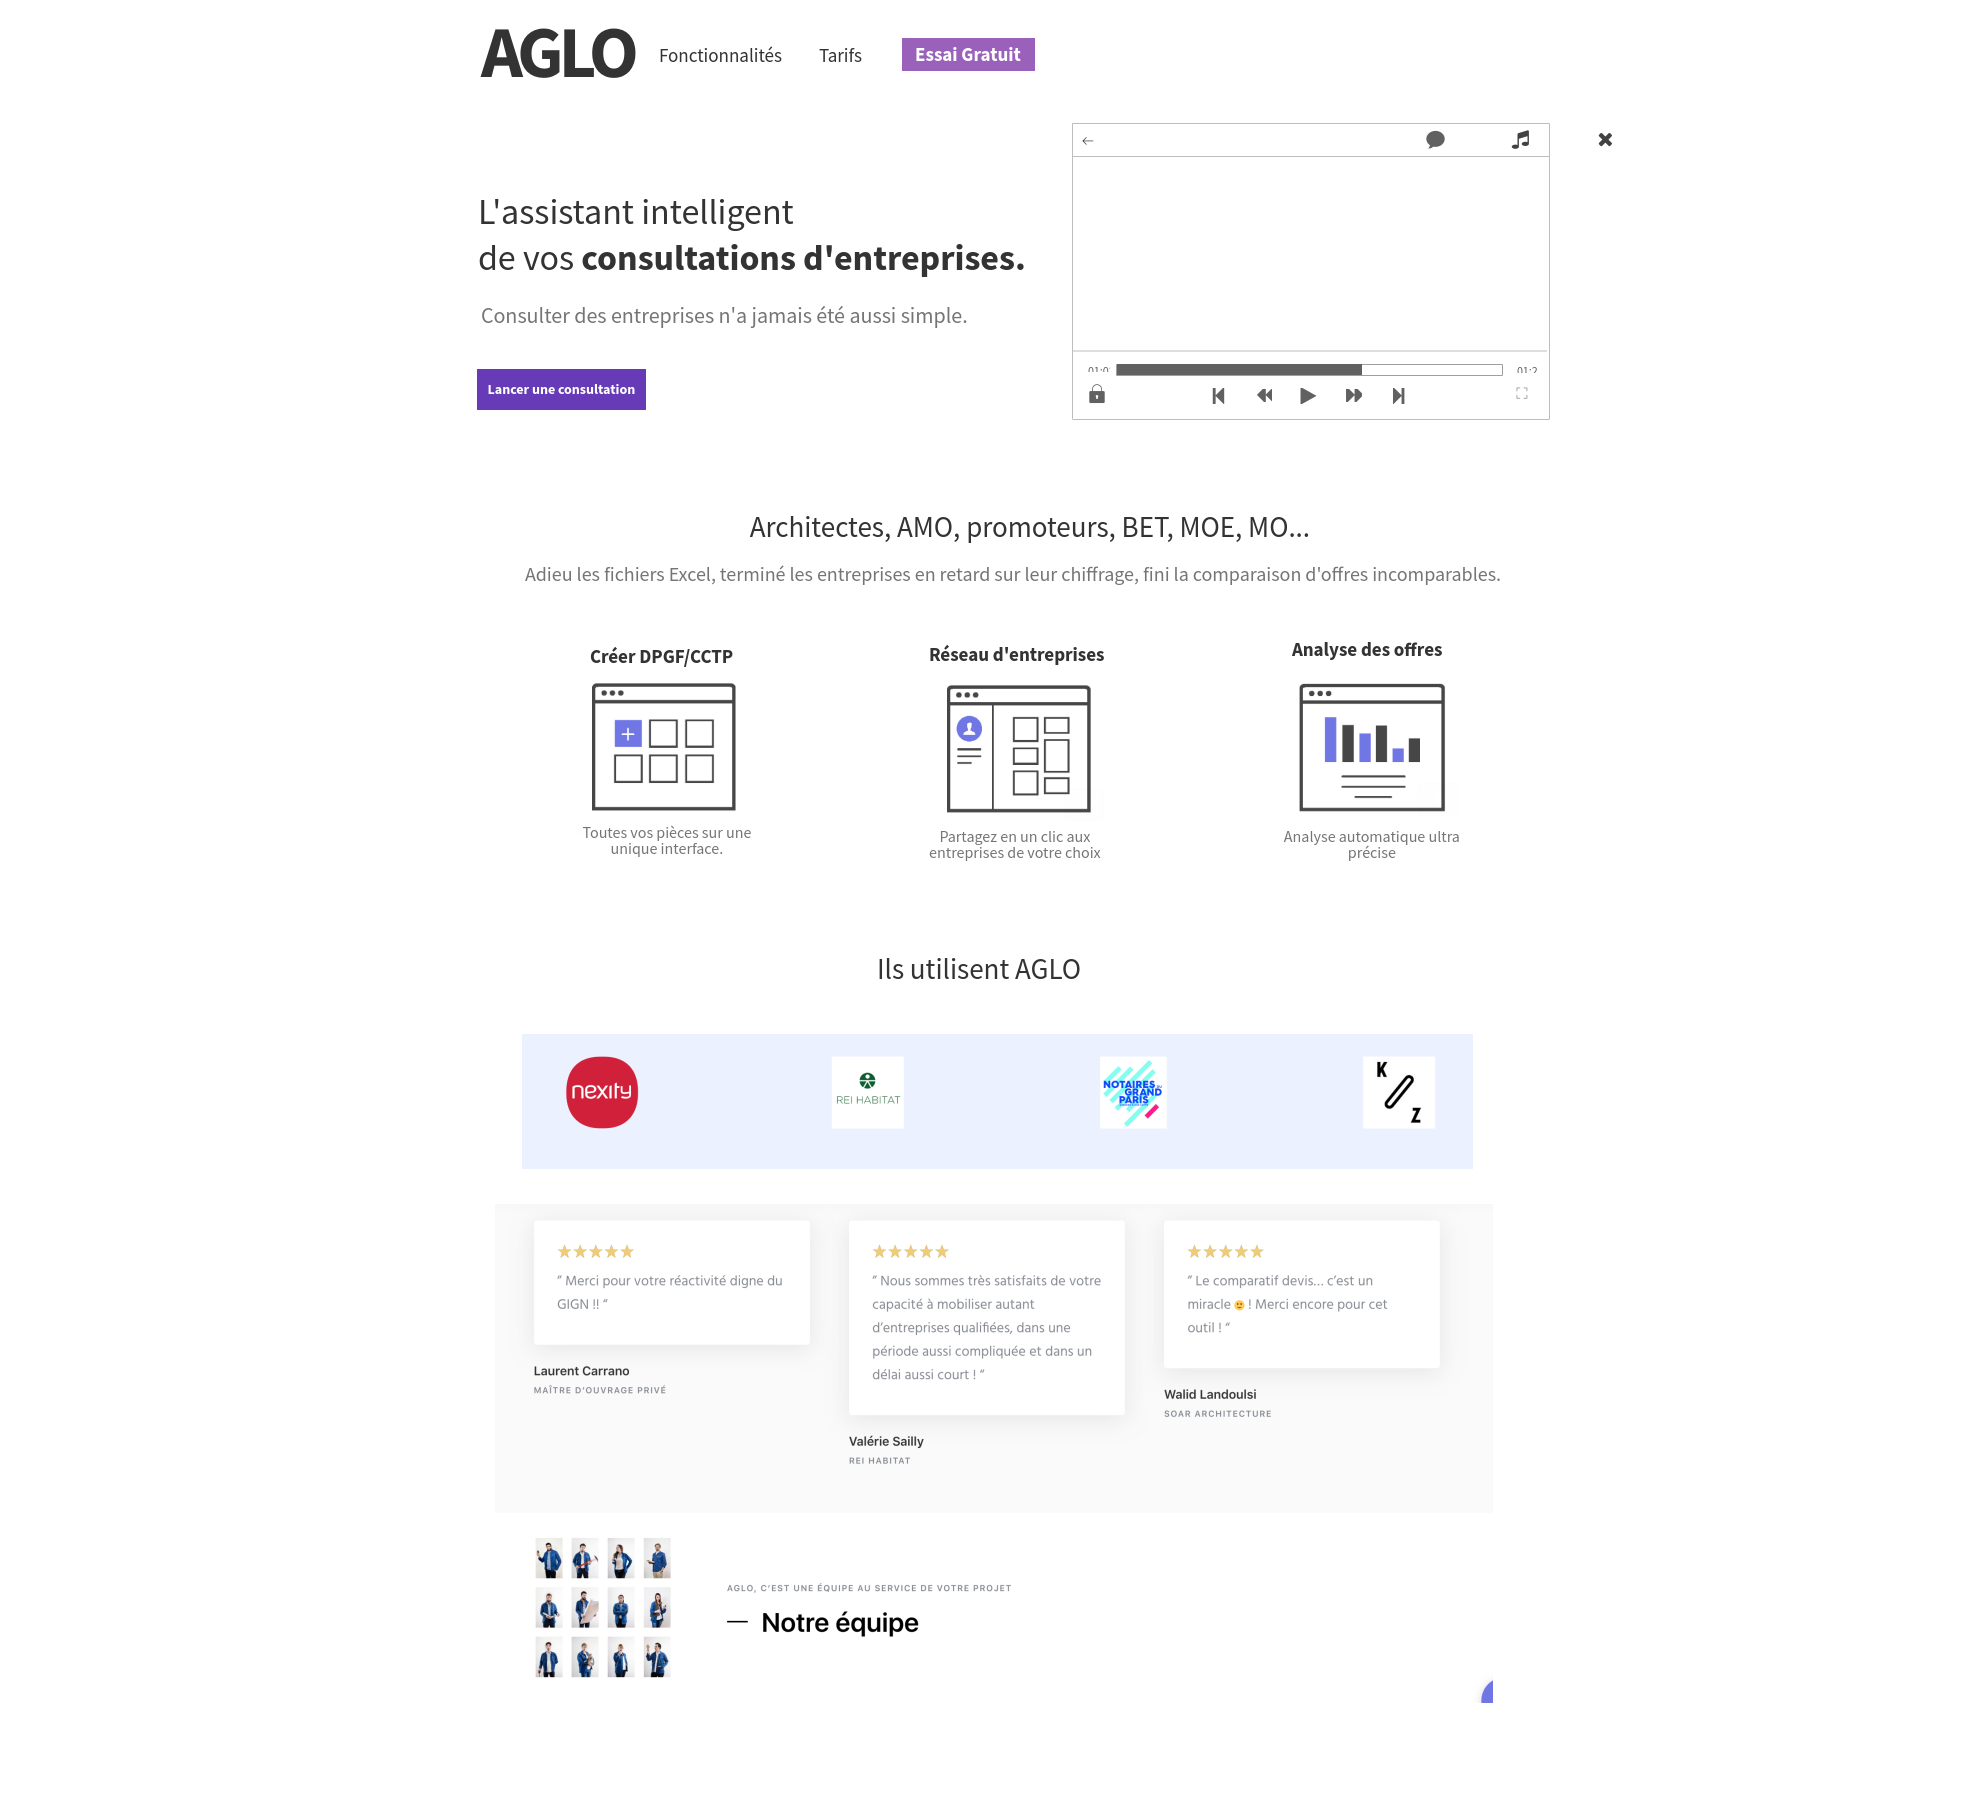 AGLO
Fonctionnalités
Tarifs
Essai Gratuit
L'assistant intelligent
de vos consultations d'entreprises.
Consulter des entreprises n'a jamais été aussi simple.
Lancer une consultation
Architectes, AMO, promoteurs, BET, MOE, MO...
Adieu les fichiers Excel, terminé les entreprises en retard sur leur chiffrage, fini la comparaison d'offres incomparables.
Créer DPGF/CCTP
Toutes vos pièces sur une
unique interface.
Réseau d'entreprises
Partagez en un clic aux
entreprises de votre choix
Analyse des offres
Analyse automatique ultra
précise
Ils utilisent AGLO
nexity
REI HABITAT
NOTAIRES
GRAND
PARIS
K
Z
" Merci pour votre réactivité digne du
GIGN !! "
Laurent Carrano
MAÎTRE D'OUVRAGE PRIVÉ
" Nous sommes très satisfaits de votre
capacité à mobiliser autant
d'entreprises qualifiées, dans une
période aussi compliquée et dans un
délai aussi court ! "
Valérie Sailly
REI HABITAT
" Le comparatif devis... c'est un
miracle 🙂 ! Merci encore pour cet
outil ! "
Walid Landoulsi
SOAR ARCHITECTURE
AGLO, C'EST UNE ÉQUIPE AU SERVICE DE VOTRE PROJET
— Notre équipe